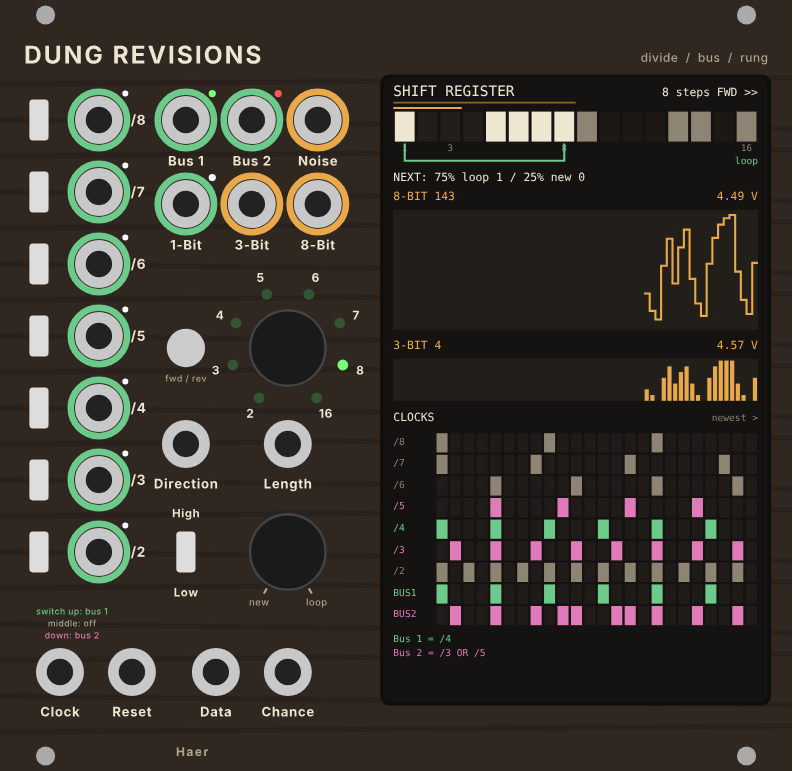 DUNG REVISIONS
divide / bus / rung
/8
Bus 1
Bus 2
Noise
/7
1-Bit
3-Bit
8-Bit
/6
/5
fwd / rev
2
3
4
5
6
7
8
16
/4
Direction
Length
/3
High
Low
/2
new
loop
switch up: bus 1
middle: off
down: bus 2
Clock
Reset
Data
Chance
Haer
SHIFT REGISTER
8 steps FWD >>
1 3 8 16
loop
NEXT: 75% loop 1 / 25% new 0
8-BIT 143
4.49 V
3-BIT 4
4.57 V
CLOCKS
newest >
/8
/7
/6
/5
/4
/3
/2
BUS1
BUS2
Bus 1 = /4
Bus 2 = /3 OR /5